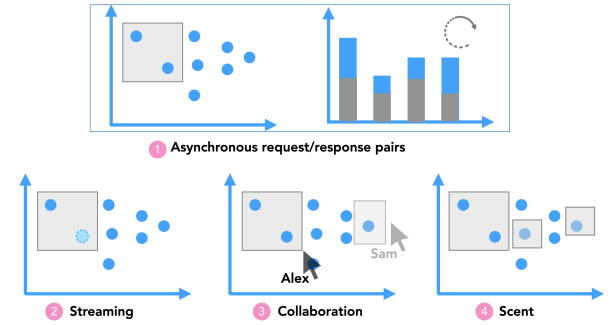 1 Asynchronous request/response pairs
Alex
Sam
2 Streaming
3 Collaboration
4 Scent